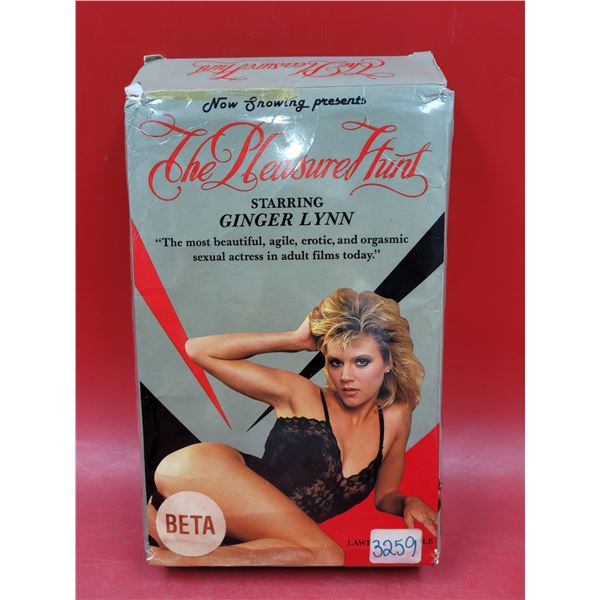 The Pleasure Hunt
Now Showing presents
The Pleasure Hunt
STARRING
GINGER LYNN
"The most beautiful, agile, erotic, and orgasmic
sexual actress in adult films today."
BETA
3259